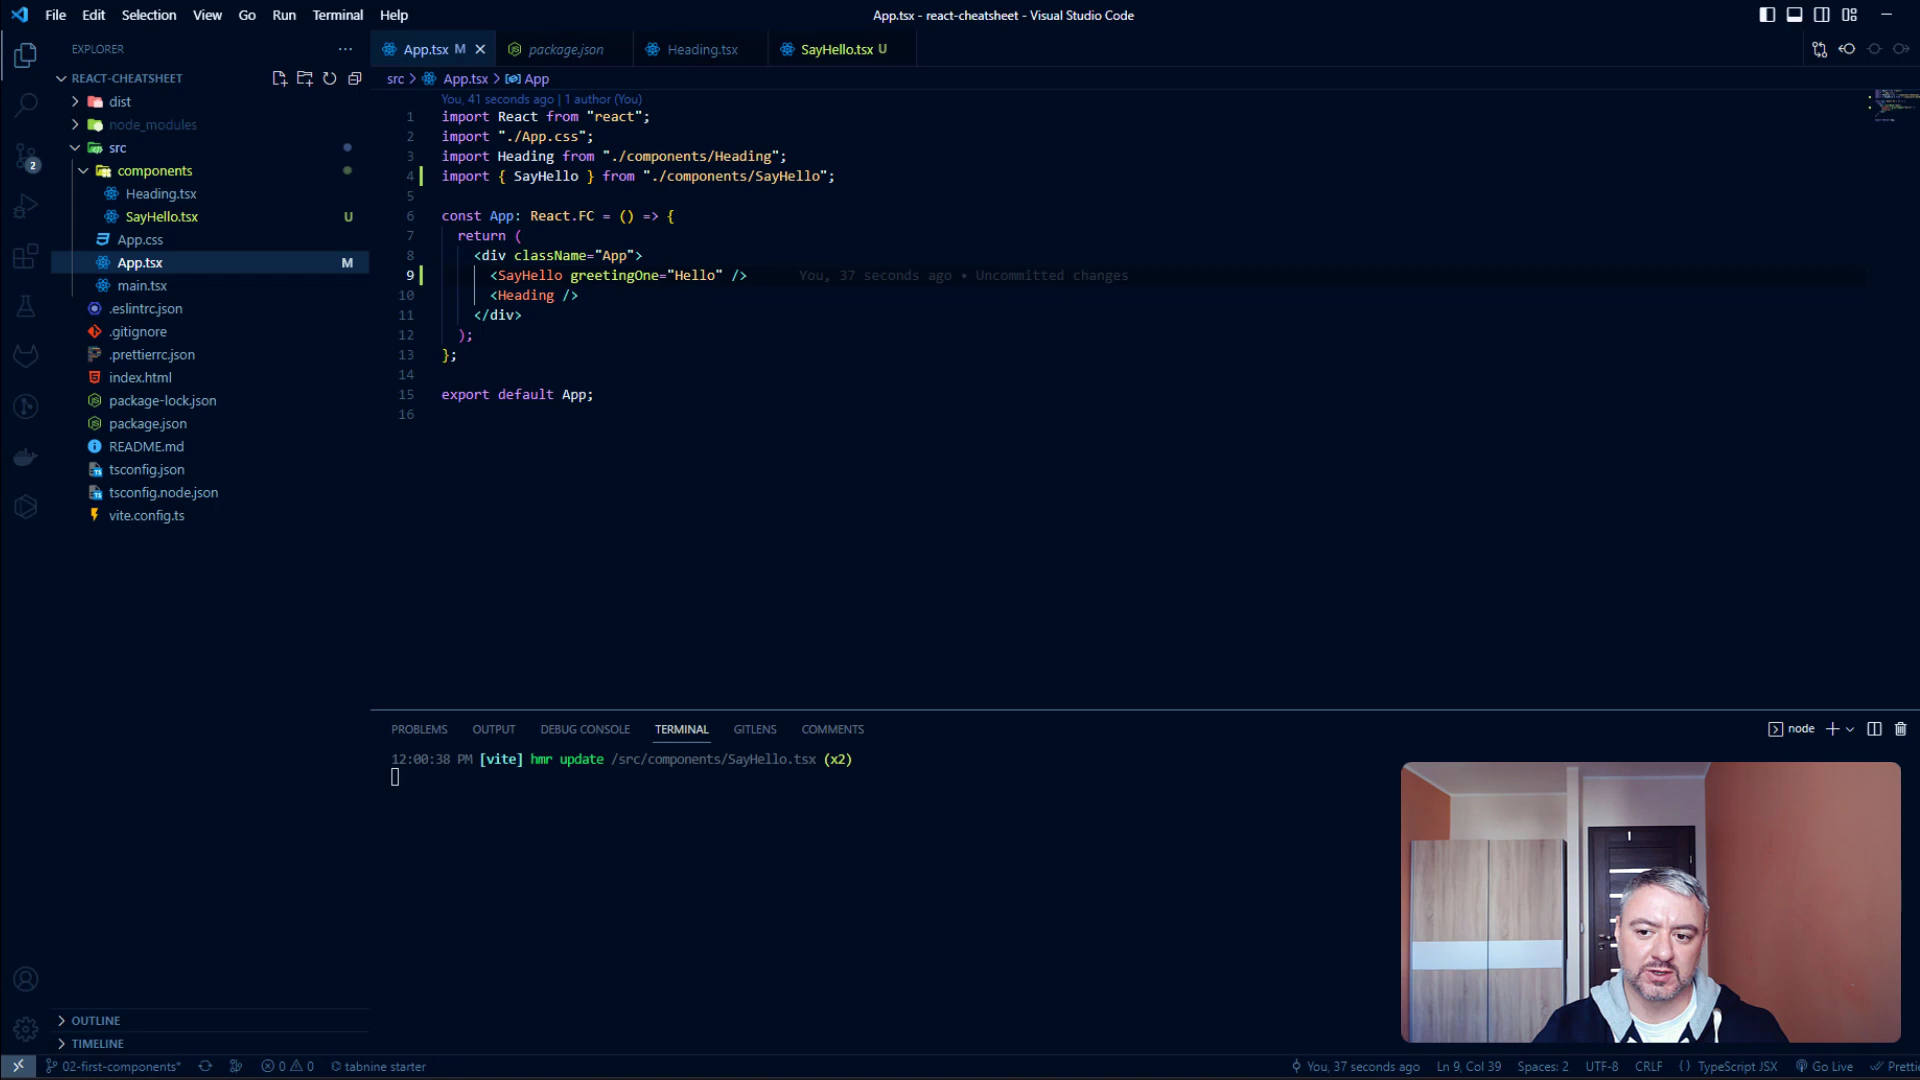 File Edit Selection View Go Run Terminal Help
App.tsx - react-cheatsheet - Visual Studio Code
EXPLORER
App.tsx M
package.json
Heading.tsx
SayHello.tsx U
REACT-CHEATSHEET
src > App.tsx > App
dist
node_modules
src
components
Heading.tsx
SayHello.tsx U
App.css
App.tsx M
main.tsx
.eslintrc.json
.gitignore
.prettierrc.json
index.html
package-lock.json
package.json
README.md
tsconfig.json
tsconfig.node.json
vite.config.ts
2
You, 41 seconds ago | 1 author (You)
1 import React from "react";
2 import "./App.css";
3 import Heading from "./components/Heading";
4 import { SayHello } from "./components/SayHello";
5
6 const App: React.FC = () => {
7 return (
8 <div className="App">
9 <SayHello greetingOne="Hello" /> You, 37 seconds ago • Uncommitted changes
10 <Heading />
11 </div>
12 );
13 };
14
15 export default App;
16
PROBLEMS OUTPUT DEBUG CONSOLE TERMINAL GITLENS COMMENTS
node
12:00:38 PM [vite] hmr update /src/components/SayHello.tsx (x2)
OUTLINE
TIMELINE
02-first-components* 0 0 tabnine starter
You, 37 seconds ago Ln 9, Col 39 Spaces: 2 UTF-8 CRLF {} TypeScript JSX Go Live Pretti